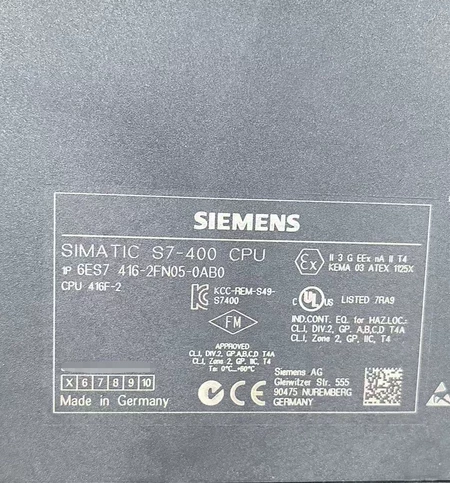 SIEMENS
SIMATIC S7-400 CPU
1P 6ES7 416-2FN05-0AB0
CPU 416F-2
Ex II 3 G EEx nA II T4
KEMA 03 ATEX 1125X
KCC-REM-S49-
S7400
FM
C UL US LISTED 7RA9
IND.CONT. EQ. for HAZ.LOC.:
CL.I, DIV.2, GP. A,B,C,D T4A
CL.I, Zone 2, GP. IIC, T4
APPROVED
CL.I, DIV.2, GP.A,B,C,D T4A
CL.I, Zone 2, GP. IIC, T4
Ta: 0°C...+60°C
X 6 7 8 9 10
Made in Germany
CE
Siemens AG
Gleiwitzer Str. 555
90475 NUREMBERG
GERMANY